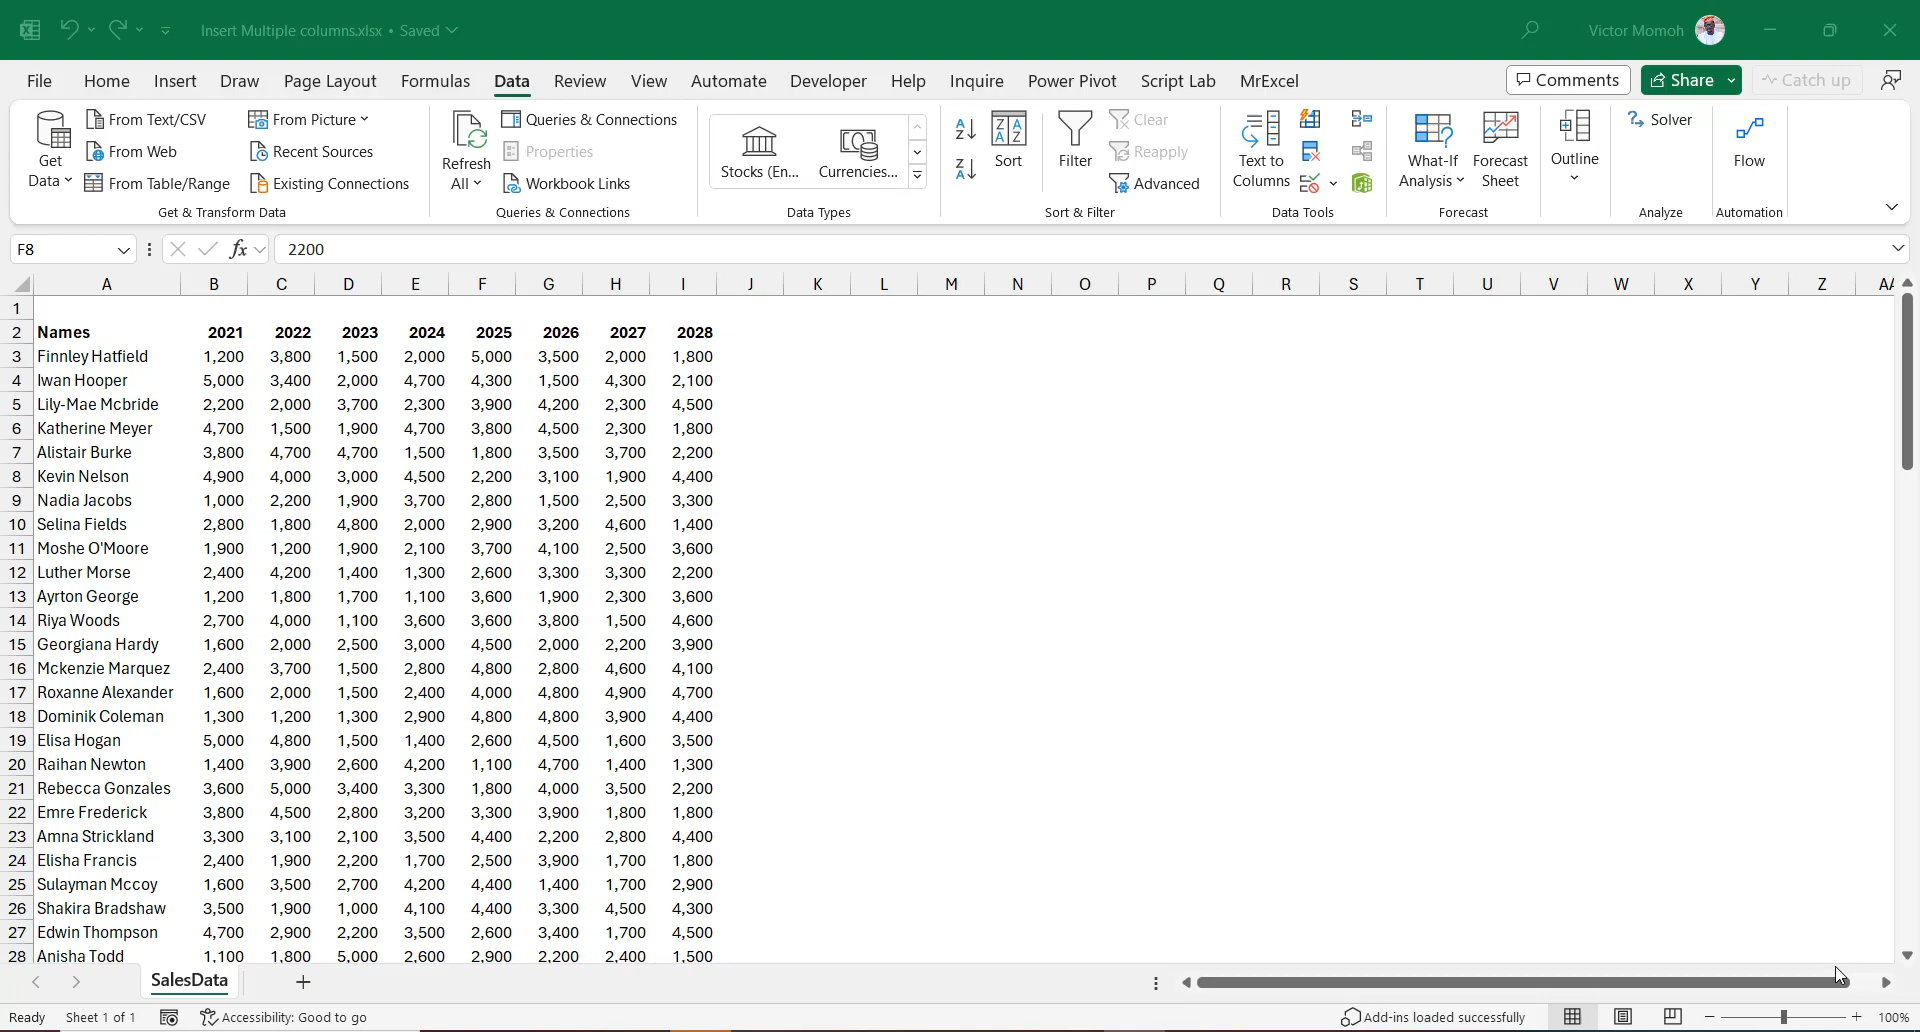 Insert Multiple columns.xlsx • Saved
Victor Momoh
File Home Insert Draw Page Layout Formulas Data Review View Automate Developer Help Inquire Power Pivot Script Lab MrExcel
Comments Share Catch up
Get Data
From Text/CSV
From Web
From Table/Range
From Picture
Recent Sources
Existing Connections
Get & Transform Data
Refresh All
Queries & Connections
Properties
Workbook Links
Queries & Connections
Stocks (En...
Currencies...
Data Types
Sort
Filter
Clear
Reapply
Advanced
Sort & Filter
Text to Columns
Data Tools
What-If Analysis
Forecast Sheet
Forecast
Outline
Solver
Analyze
Flow
Automation
F8 fx 2200
A B C D E F G H I J K L M N O P Q R S T U V W X Y Z AA
1
2 Names 2021 2022 2023 2024 2025 2026 2027 2028
3 Finnley Hatfield 1,200 3,800 1,500 2,000 5,000 3,500 2,000 1,800
4 Iwan Hooper 5,000 3,400 2,000 4,700 4,300 1,500 4,300 2,100
5 Lily-Mae Mcbride 2,200 2,000 3,700 2,300 3,900 4,200 2,300 4,500
6 Katherine Meyer 4,700 1,500 1,900 4,700 3,800 4,500 2,300 1,800
7 Alistair Burke 3,800 4,700 4,700 1,500 1,800 3,500 3,700 2,200
8 Kevin Nelson 4,900 4,000 3,000 4,500 2,200 3,100 1,900 4,400
9 Nadia Jacobs 1,000 2,200 1,900 3,700 2,800 1,500 2,500 3,300
10 Selina Fields 2,800 1,800 4,800 2,000 2,900 3,200 4,600 1,400
11 Moshe O'Moore 1,900 1,200 1,900 2,100 3,700 4,100 2,500 3,600
12 Luther Morse 2,400 4,200 1,400 1,300 2,600 3,300 3,300 2,200
13 Ayrton George 1,200 1,800 1,700 1,100 3,600 1,900 2,300 3,600
14 Riya Woods 2,700 4,000 1,100 3,600 3,600 3,800 1,500 4,600
15 Georgiana Hardy 1,600 2,000 2,500 3,000 4,500 2,000 2,200 3,900
16 Mckenzie Marquez 2,400 3,700 1,500 2,800 4,800 2,800 4,600 4,100
17 Roxanne Alexander 1,600 2,000 1,500 2,400 4,000 4,800 4,900 4,700
18 Dominik Coleman 1,300 1,200 1,300 2,900 4,800 4,800 3,900 4,400
19 Elisa Hogan 5,000 4,800 1,500 1,400 2,600 4,500 1,600 3,500
20 Raihan Newton 1,400 3,900 2,600 4,200 1,100 4,700 1,400 1,300
21 Rebecca Gonzales 3,600 5,000 3,400 3,300 1,800 4,000 3,500 2,200
22 Emre Frederick 3,800 4,500 2,800 3,200 3,300 3,900 1,800 1,800
23 Amna Strickland 3,300 3,100 2,100 3,500 4,400 2,200 2,800 4,400
24 Elisha Francis 2,400 1,900 2,200 1,700 2,500 3,900 1,700 1,800
25 Sulayman Mccoy 1,600 3,500 2,700 4,200 4,400 1,400 1,700 2,900
26 Shakira Bradshaw 3,500 1,900 1,000 4,100 4,400 3,300 4,500 4,300
27 Edwin Thompson 4,700 2,900 2,200 3,500 2,600 3,400 1,700 4,500
28 Anisha Todd 1,100 1,800 5,000 2,600 2,900 2,200 2,400 1,500
SalesData
Ready Sheet 1 of 1 Accessibility: Good to go Add-ins loaded successfully 100%